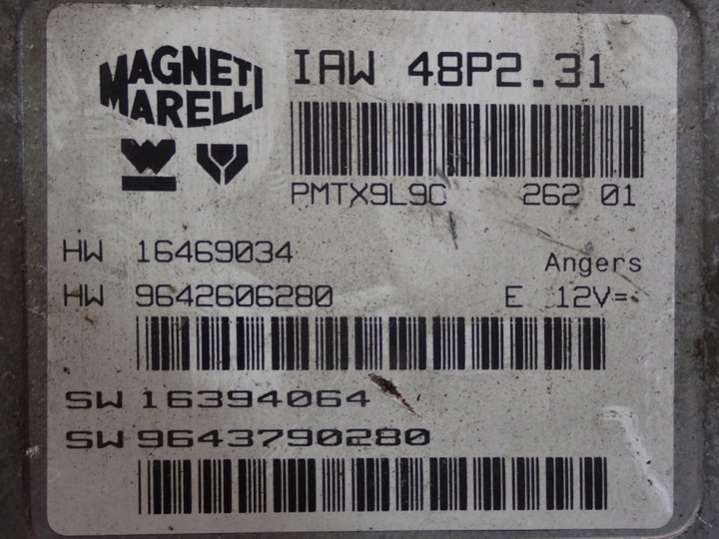 MAGNETI
MARELLI
IAW 48P2.31
PMTX9L9C 262 01
HW 16469034
Angers
HW 9642606280
E 12V=
SW 16394064
SW 9643790280